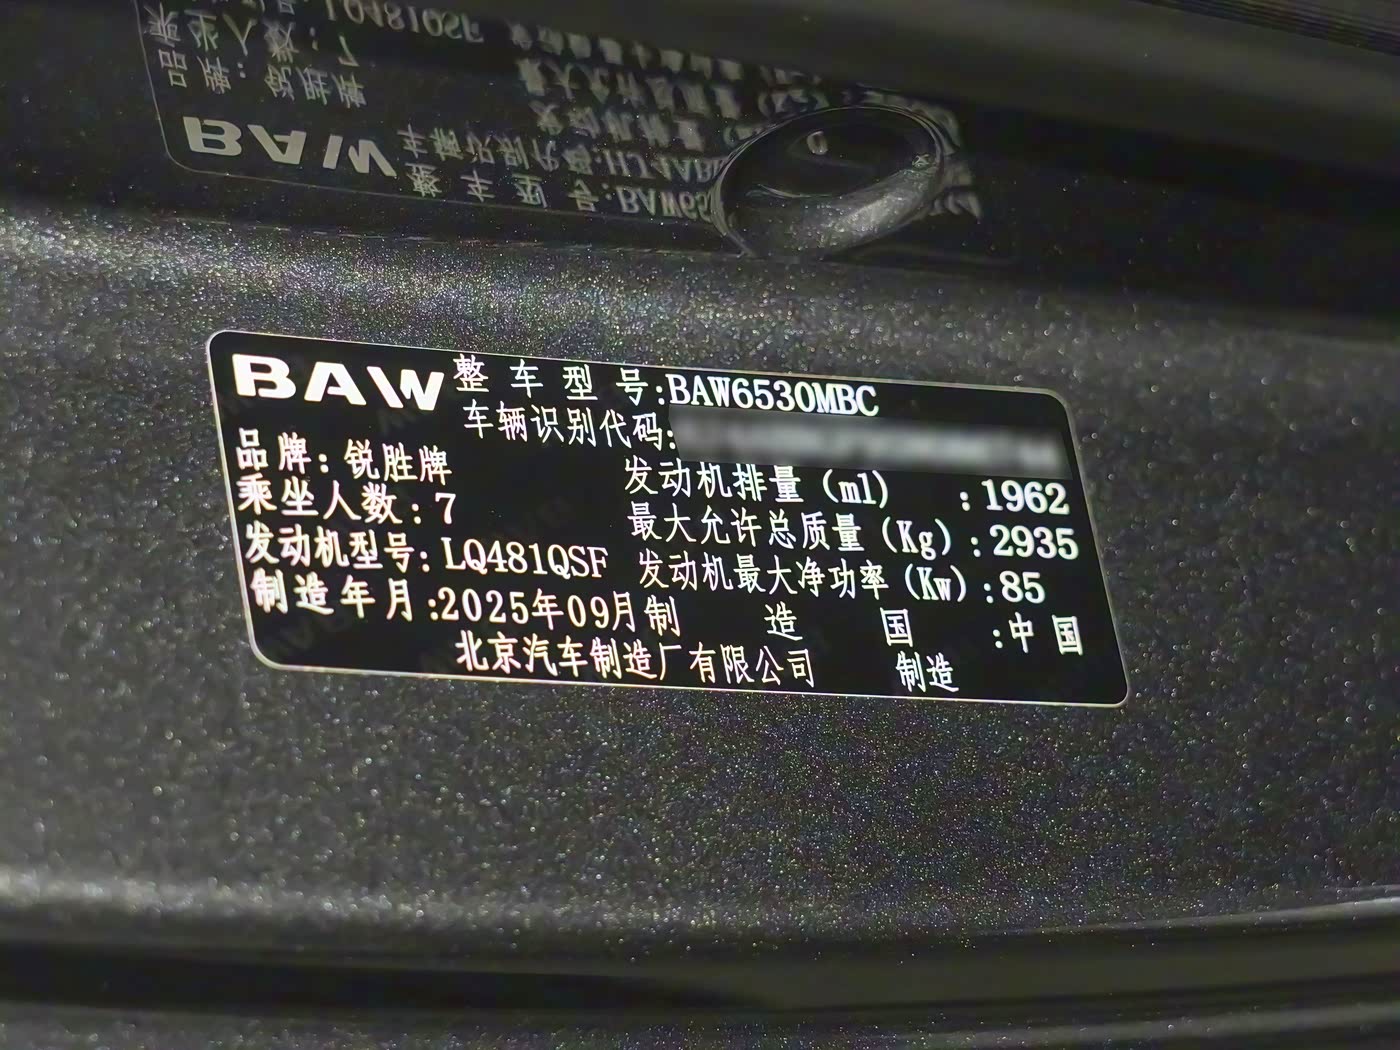 BAW
整车型号:BAW6530MBC
车辆识别代码:
品牌:锐胜牌
发动机排量(ml) :1962
乘坐人数:7
最大允许总质量(Kg):2935
发动机型号:LQ481QSF
发动机最大净功率(Kw):85
制造年月:2025年09月
制造国:中国
北京汽车制造厂有限公司 制造